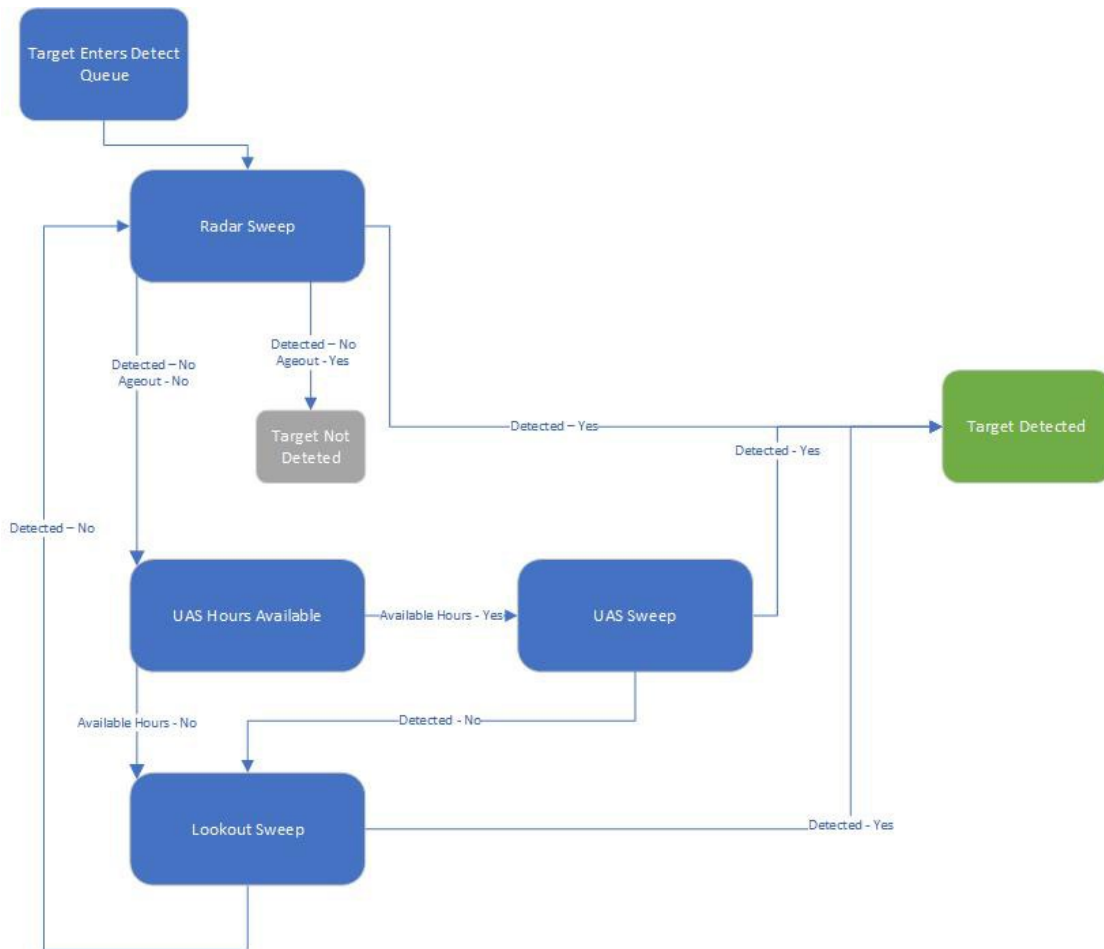 Target Enters Detect
Queue
Radar Sweep
Detected – No
Ageout - No
Detected – No
Ageout - Yes
Target Not
Deteted
Detected – Yes
Target Detected
Detected - Yes
Detected – No
UAS Hours Available
Available Hours - Yes
UAS Sweep
Available Hours - No
Detected - No
Lookout Sweep
Detected - Yes